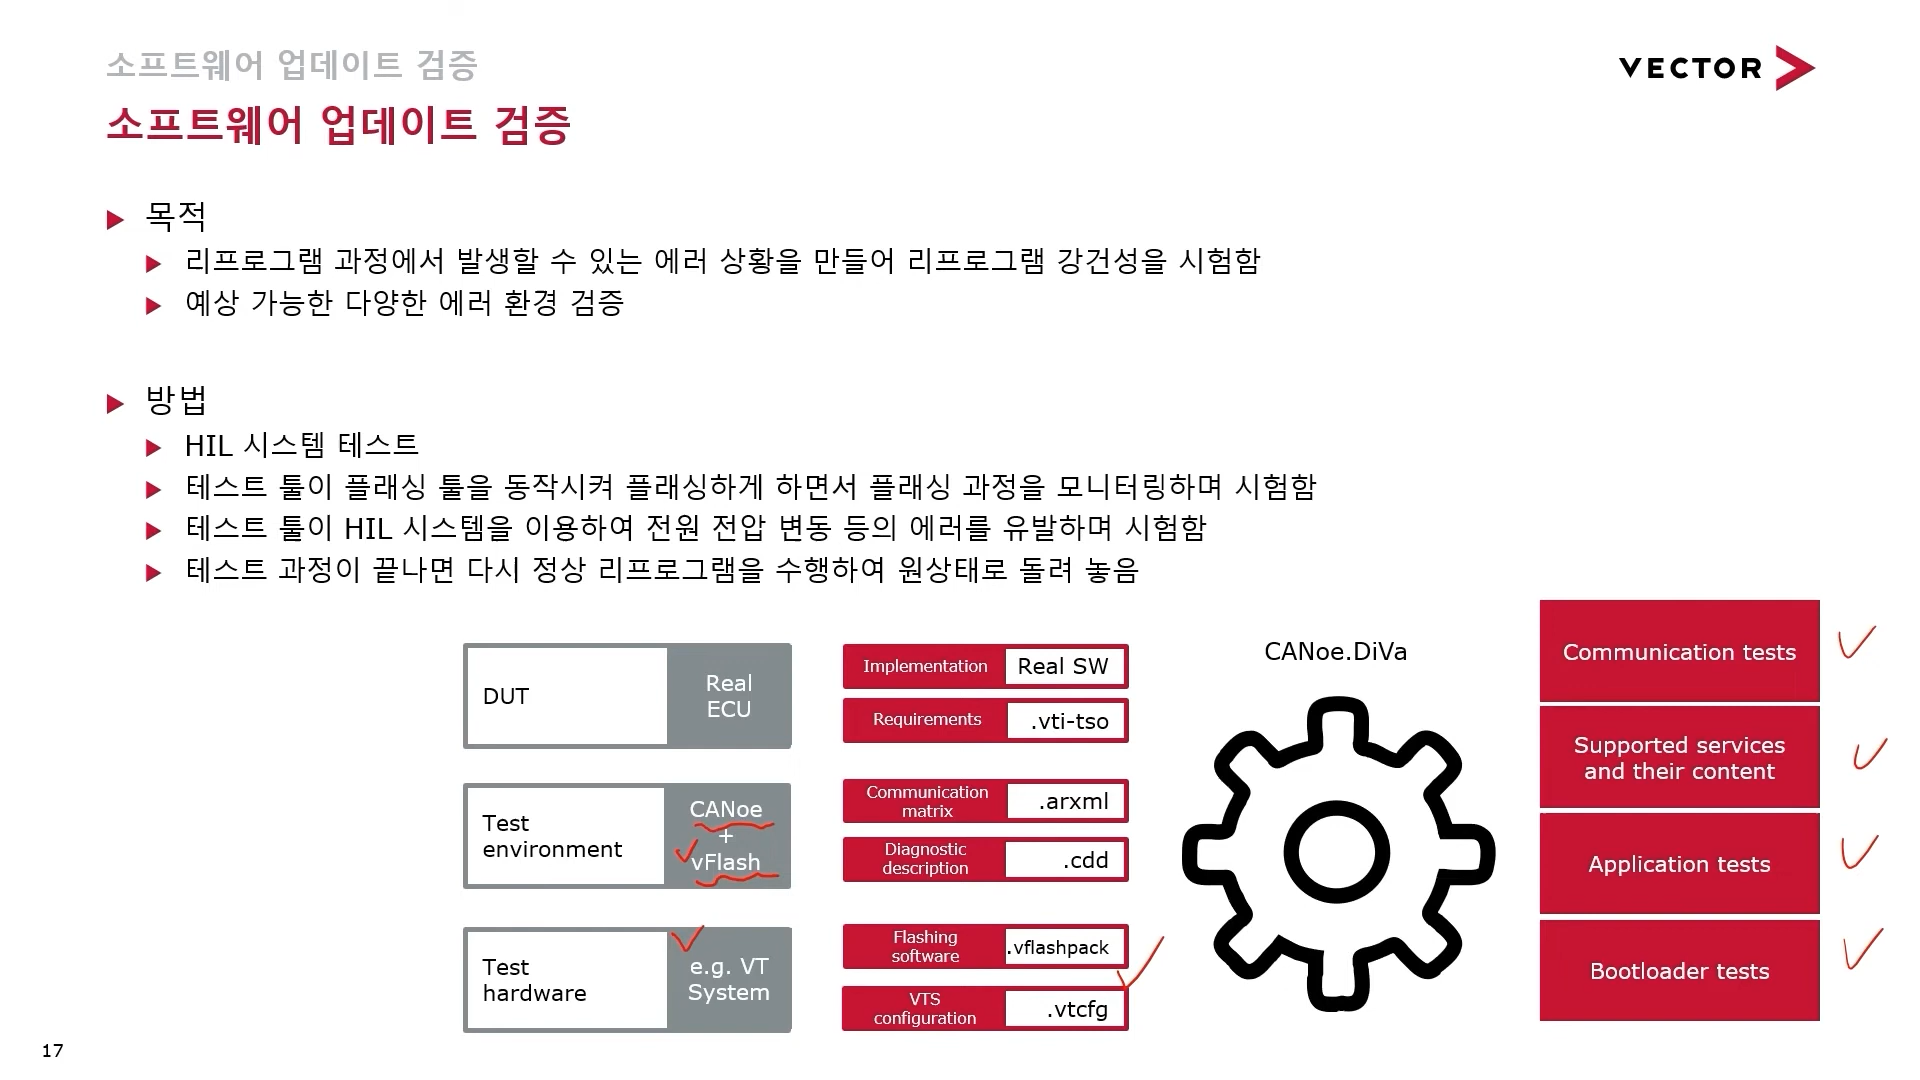 소프트웨어 업데이트 검증
VECTOR
소프트웨어 업데이트 검증
목적
리프로그램 과정에서 발생할 수 있는 에러 상황을 만들어 리프로그램 강건성을 시험함
예상 가능한 다양한 에러 환경 검증
방법
HIL 시스템 테스트
테스트 툴이 플래싱 툴을 동작시켜 플래싱하게 하면서 플래싱 과정을 모니터링하며 시험함
테스트 툴이 HIL 시스템을 이용하여 전원 전압 변동 등의 에러를 유발하며 시험함
테스트 과정이 끝나면 다시 정상 리프로그램을 수행하여 원상태로 돌려 놓음
DUT
Real
ECU
Test
environment
CANoe
+
vFlash
Test
hardware
e.g. VT
System
Implementation
Real SW
Requirements
.vti-tso
Communication
matrix
.arxml
Diagnostic
description
.cdd
Flashing
software
.vflashpack
VTS
configuration
.vtcfg
CANoe.DiVa
Communication tests
Supported services
and their content
Application tests
Bootloader tests
17